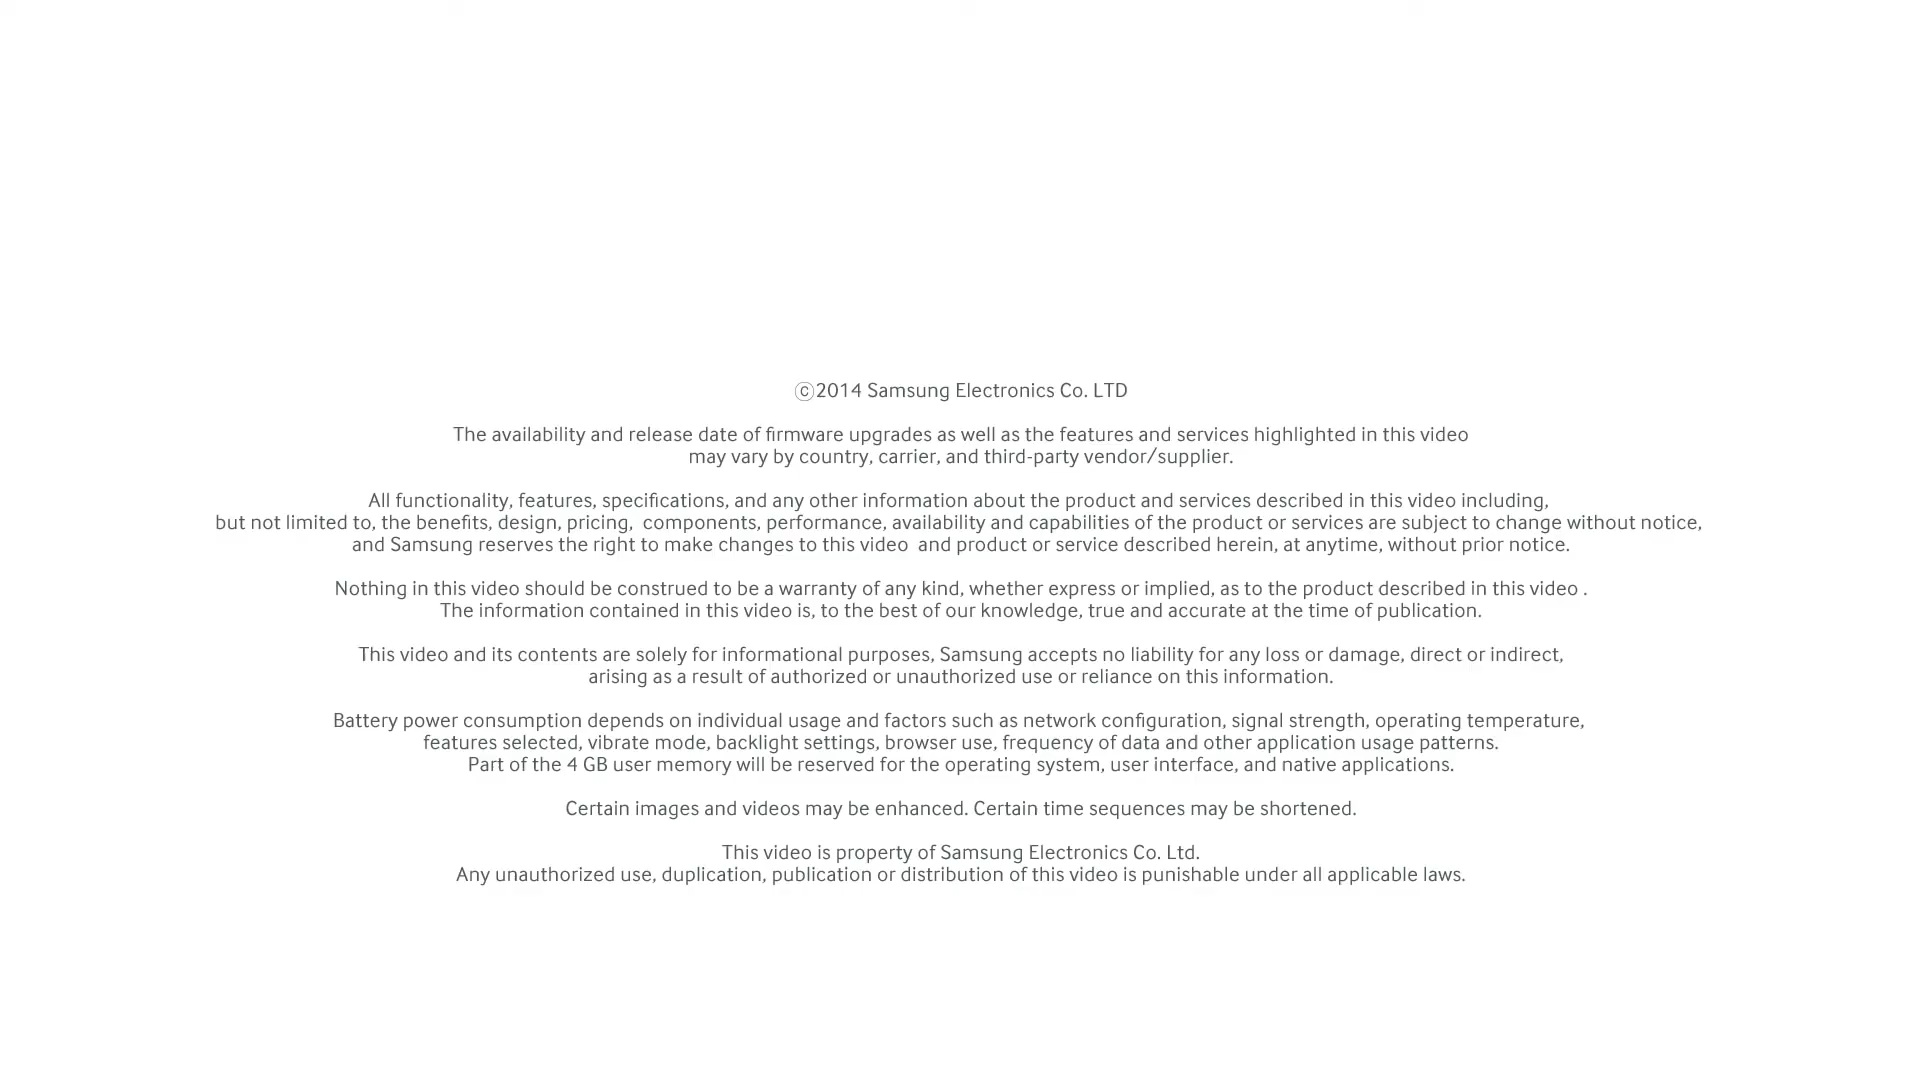 ⓒ2014 Samsung Electronics Co. LTD
The availability and release date of firmware upgrades as well as the features and services highlighted in this video
may vary by country, carrier, and third-party vendor/supplier.
All functionality, features, specifications, and any other information about the product and services described in this video including,
but not limited to, the benefits, design, pricing,  components, performance, availability and capabilities of the product or services are subject to change without notice,
and Samsung reserves the right to make changes to this video  and product or service described herein, at anytime, without prior notice.
Nothing in this video should be construed to be a warranty of any kind, whether express or implied, as to the product described in this video .
The information contained in this video is, to the best of our knowledge, true and accurate at the time of publication.
This video and its contents are solely for informational purposes, Samsung accepts no liability for any loss or damage, direct or indirect,
arising as a result of authorized or unauthorized use or reliance on this information.
Battery power consumption depends on individual usage and factors such as network configuration, signal strength, operating temperature,
features selected, vibrate mode, backlight settings, browser use, frequency of data and other application usage patterns.
Part of the 4 GB user memory will be reserved for the operating system, user interface, and native applications.
Certain images and videos may be enhanced. Certain time sequences may be shortened.
This video is property of Samsung Electronics Co. Ltd.
Any unauthorized use, duplication, publication or distribution of this video is punishable under all applicable laws.